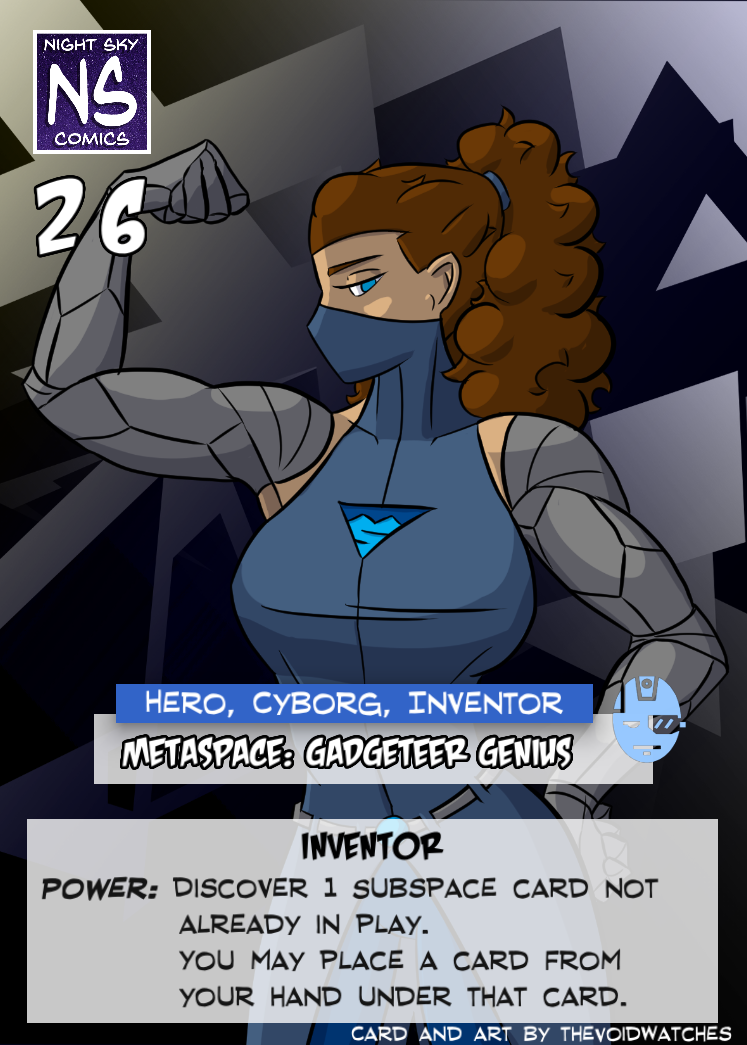 NIGHT SKY
NS
COMICS
26
HERO, CYBORG, INVENTOR
METASPACE: GADGETEER GENIUS
INVENTOR
POWER: DISCOVER 1 SUBSPACE CARD NOT
ALREADY IN PLAY.
YOU MAY PLACE A CARD FROM
YOUR HAND UNDER THAT CARD.
CARD AND ART BY THEVOIDWATCHES